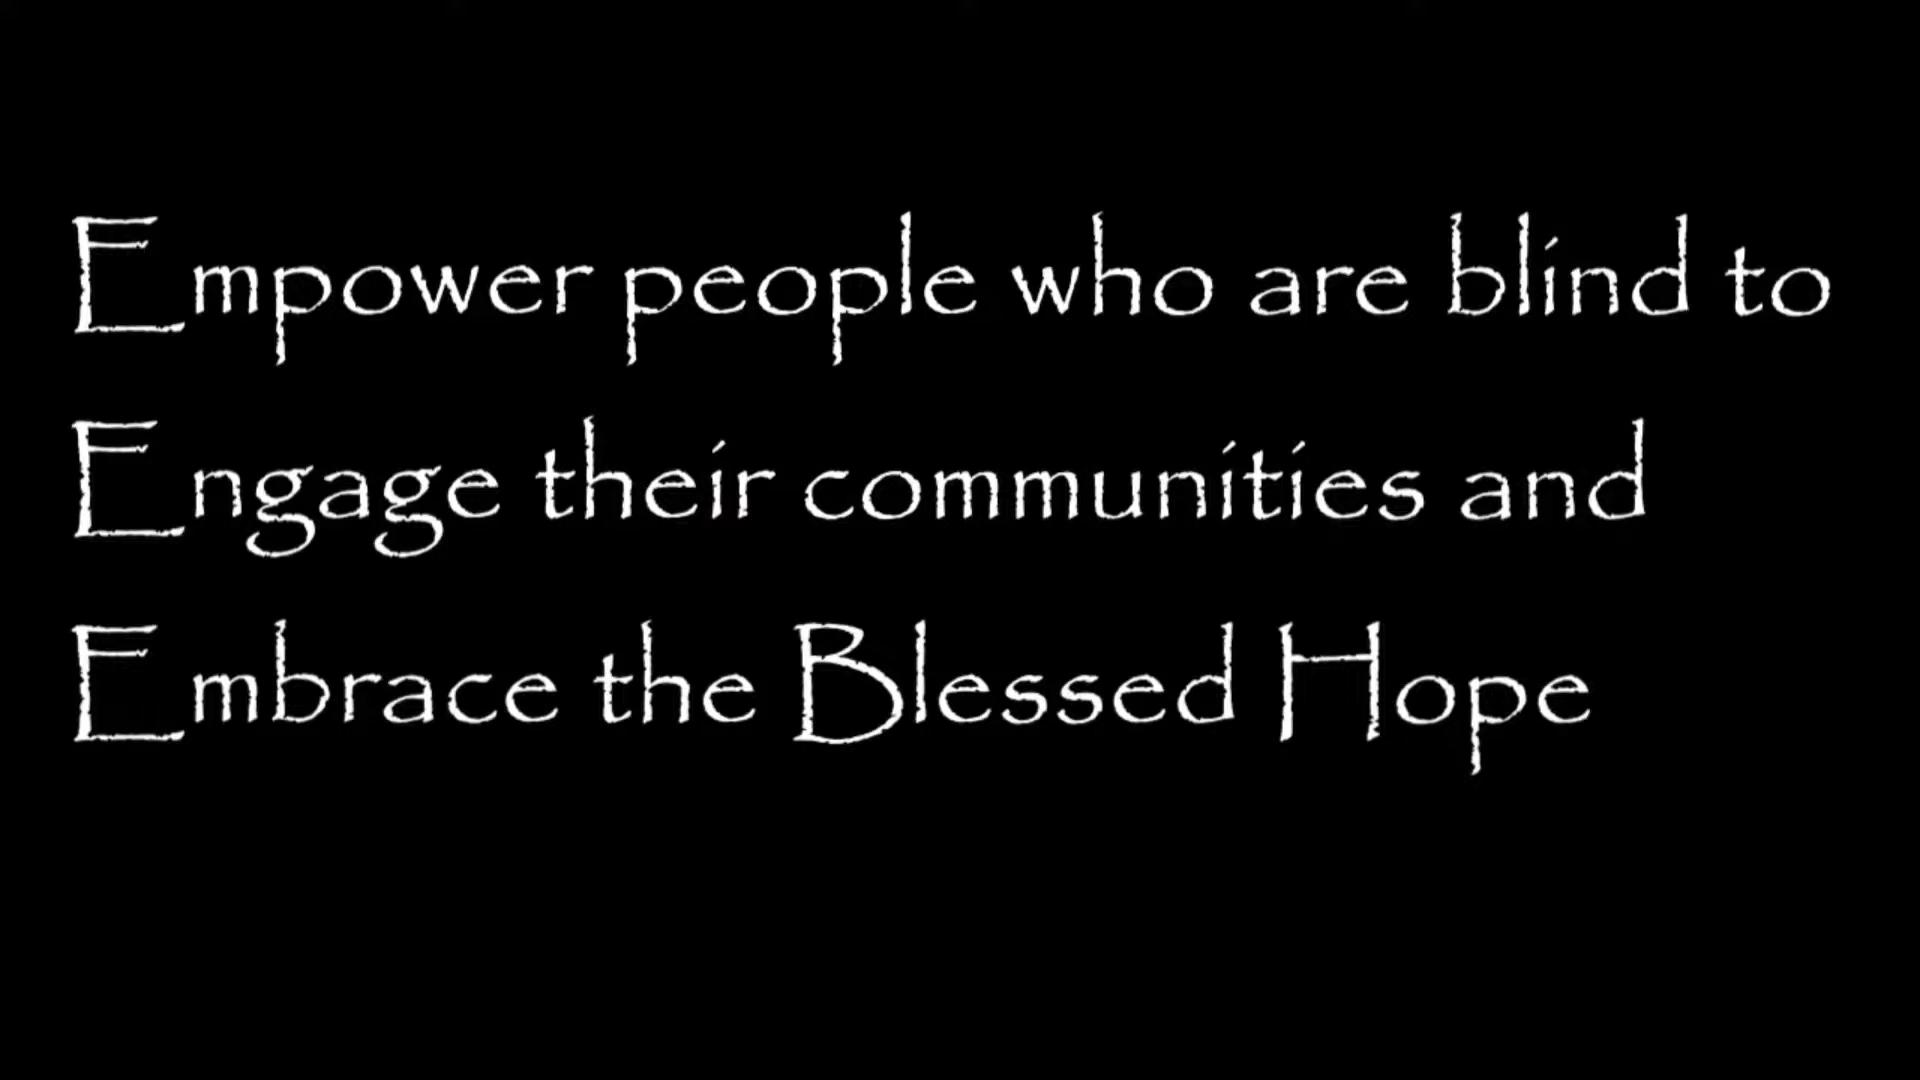 Empower people who are blind to
Engage their communities and
Embrace the Blessed Hope